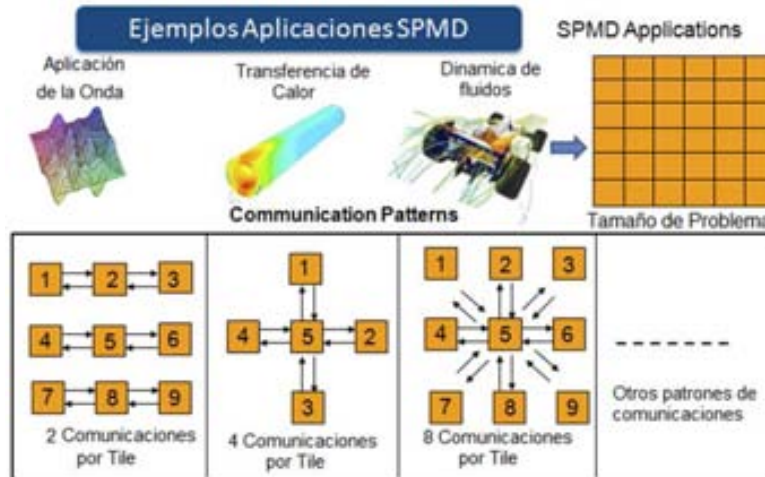 Ejemplos Aplicaciones SPMD
SPMD Applications
Aplicación
de la Onda
Transferencia de
Calor
Dinamica de
fluidos
Communication Patterns
Tamaño de Problema
1 2 3
4 5 6
7 8 9
2 Comunicaciones
por Tile
1
4 5 2
3
4 Comunicaciones
por Tile
1 2 3
4 5 6
7 8 9
8 Comunicaciones
por Tile
Otros patrones de
comunicaciones